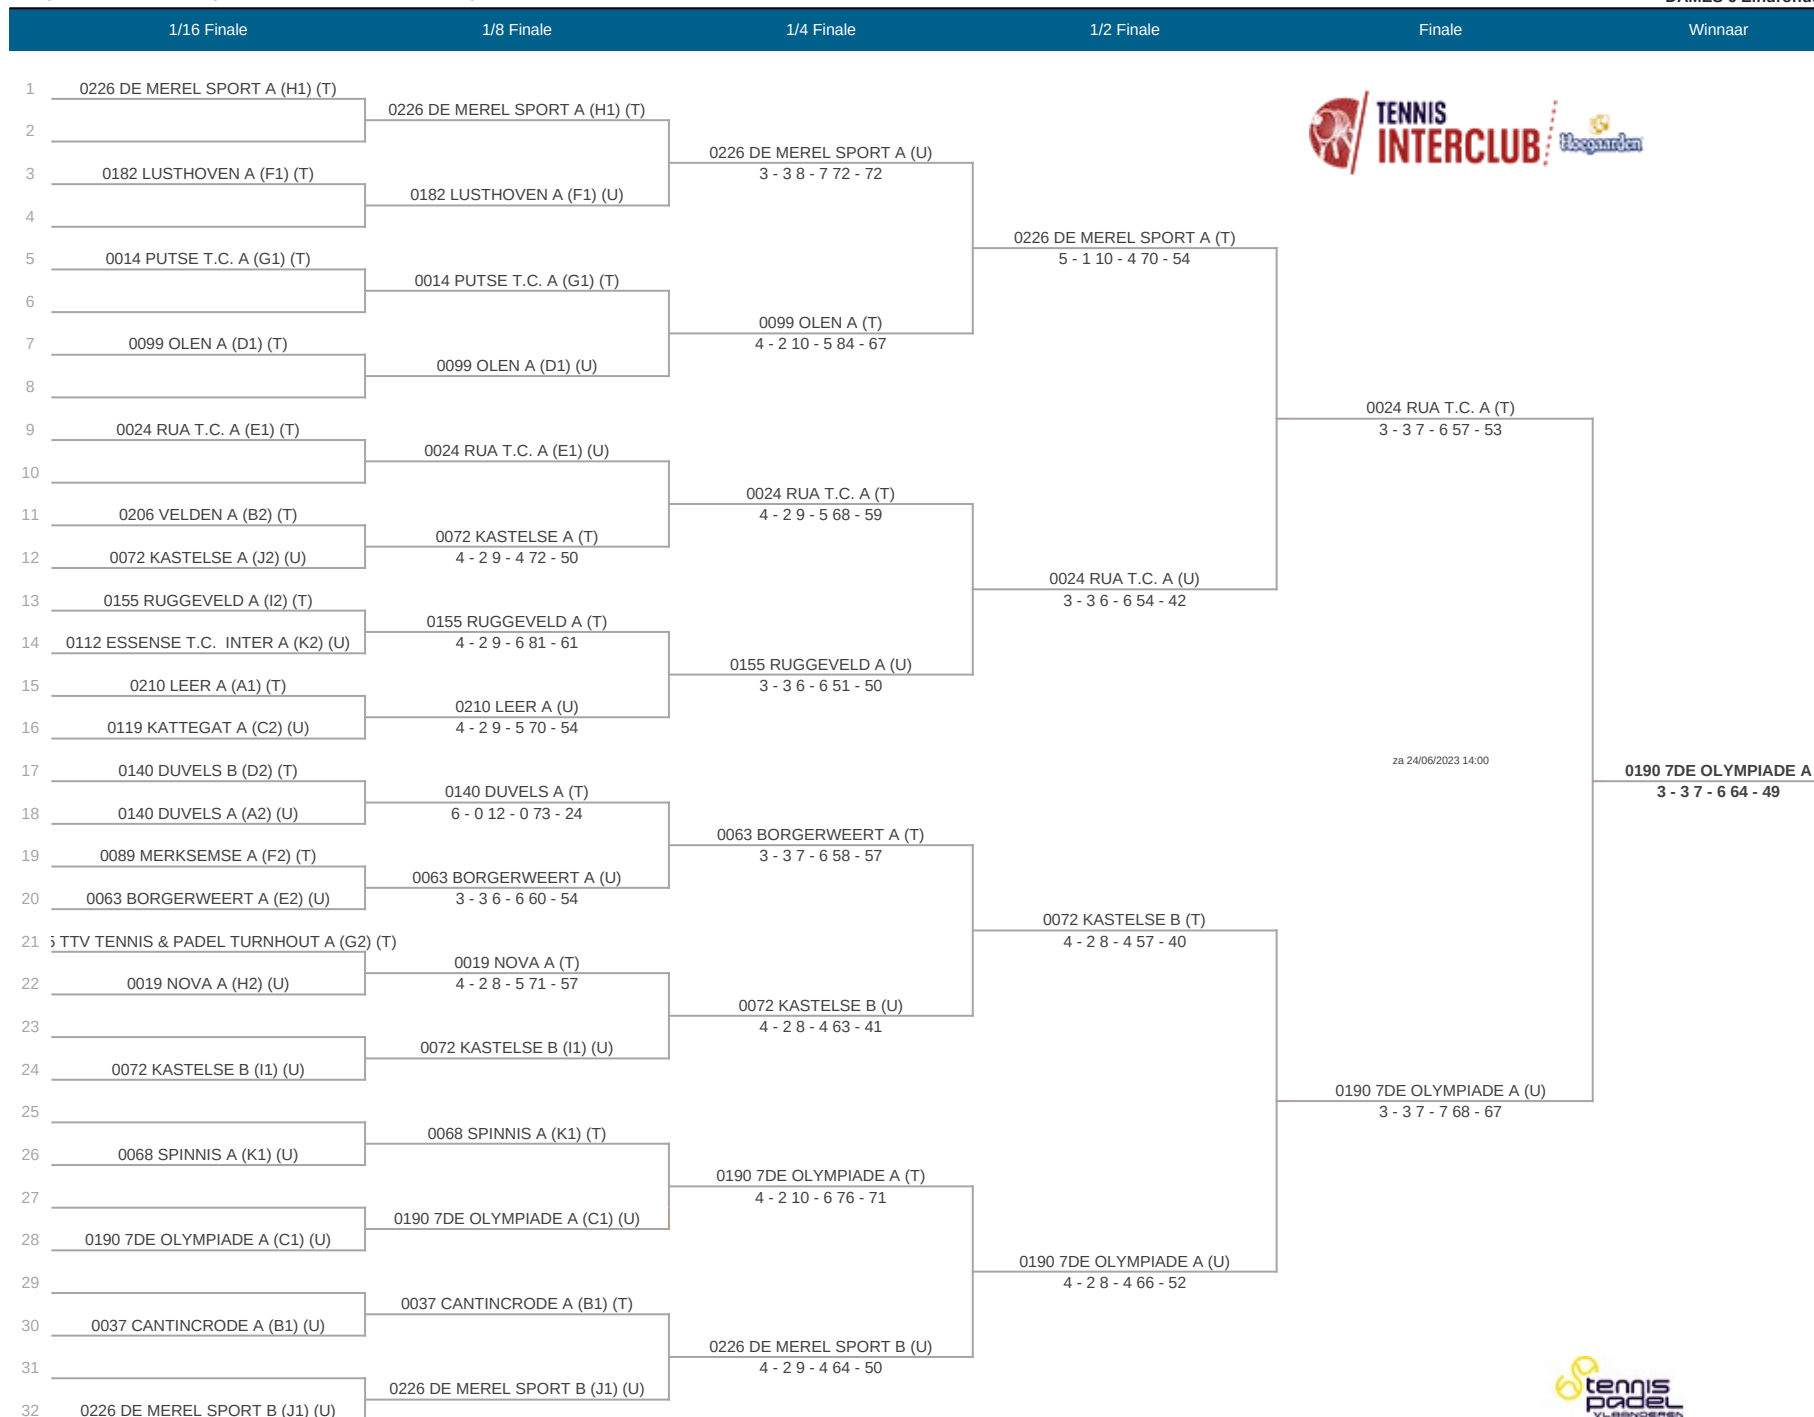 1/16 Finale 1/8 Finale 1/4 Finale 1/2 Finale Finale Winnaar
1 0226 DE MEREL SPORT A (H1) (T)
0226 DE MEREL SPORT A (H1) (T)
2
0226 DE MEREL SPORT A (U)
3 - 3 8 - 7 72 - 72
3 0182 LUSTHOVEN A (F1) (T)
0182 LUSTHOVEN A (F1) (U)
4
0226 DE MEREL SPORT A (T)
5 - 1 10 - 4 70 - 54
5 0014 PUTSE T.C. A (G1) (T)
0014 PUTSE T.C. A (G1) (T)
6
0099 OLEN A (T)
4 - 2 10 - 5 84 - 67
7 0099 OLEN A (D1) (T)
0099 OLEN A (D1) (U)
8
0024 RUA T.C. A (T)
3 - 3 7 - 6 57 - 53
9 0024 RUA T.C. A (E1) (T)
0024 RUA T.C. A (E1) (U)
10
0024 RUA T.C. A (T)
4 - 2 9 - 5 68 - 59
11 0206 VELDEN A (B2) (T)
0072 KASTELSE A (T)
4 - 2 9 - 4 72 - 50
12 0072 KASTELSE A (J2) (U)
0024 RUA T.C. A (U)
3 - 3 6 - 6 54 - 42
13 0155 RUGGEVELD A (I2) (T)
0155 RUGGEVELD A (T)
4 - 2 9 - 6 81 - 61
14 0112 ESSENSE T.C. INTER A (K2) (U)
0155 RUGGEVELD A (U)
3 - 3 6 - 6 51 - 50
15 0210 LEER A (A1) (T)
0210 LEER A (U)
4 - 2 9 - 5 70 - 54
16 0119 KATTEGAT A (C2) (U)
za 24/06/2023 14:00
0190 7DE OLYMPIADE A
3 - 3 7 - 6 64 - 49
17 0140 DUVELS B (D2) (T)
0140 DUVELS A (T)
6 - 0 12 - 0 73 - 24
18 0140 DUVELS A (A2) (U)
0063 BORGERWEERT A (T)
3 - 3 7 - 6 58 - 57
19 0089 MERKSEMSE A (F2) (T)
0063 BORGERWEERT A (U)
3 - 3 6 - 6 60 - 54
20 0063 BORGERWEERT A (E2) (U)
0072 KASTELSE B (T)
4 - 2 8 - 4 57 - 40
21 TTV TENNIS & PADEL TURNHOUT A (G2) (T)
0019 NOVA A (T)
4 - 2 8 - 5 71 - 57
22 0019 NOVA A (H2) (U)
0072 KASTELSE B (U)
4 - 2 8 - 4 63 - 41
23
0072 KASTELSE B (I1) (U)
24 0072 KASTELSE B (I1) (U)
0190 7DE OLYMPIADE A (U)
3 - 3 7 - 7 68 - 67
25
0068 SPINNIS A (K1) (T)
26 0068 SPINNIS A (K1) (U)
0190 7DE OLYMPIADE A (T)
4 - 2 10 - 6 76 - 71
27
0190 7DE OLYMPIADE A (C1) (U)
28 0190 7DE OLYMPIADE A (C1) (U)
0190 7DE OLYMPIADE A (U)
4 - 2 8 - 4 66 - 52
29
0037 CANTINCRODE A (B1) (T)
30 0037 CANTINCRODE A (B1) (U)
0226 DE MEREL SPORT B (U)
4 - 2 9 - 4 64 - 50
31
0226 DE MEREL SPORT B (J1) (U)
32 0226 DE MEREL SPORT B (J1) (U)
TENNIS
INTERCLUB
Hoegaarden
tennis
padel
VLAANDEREN